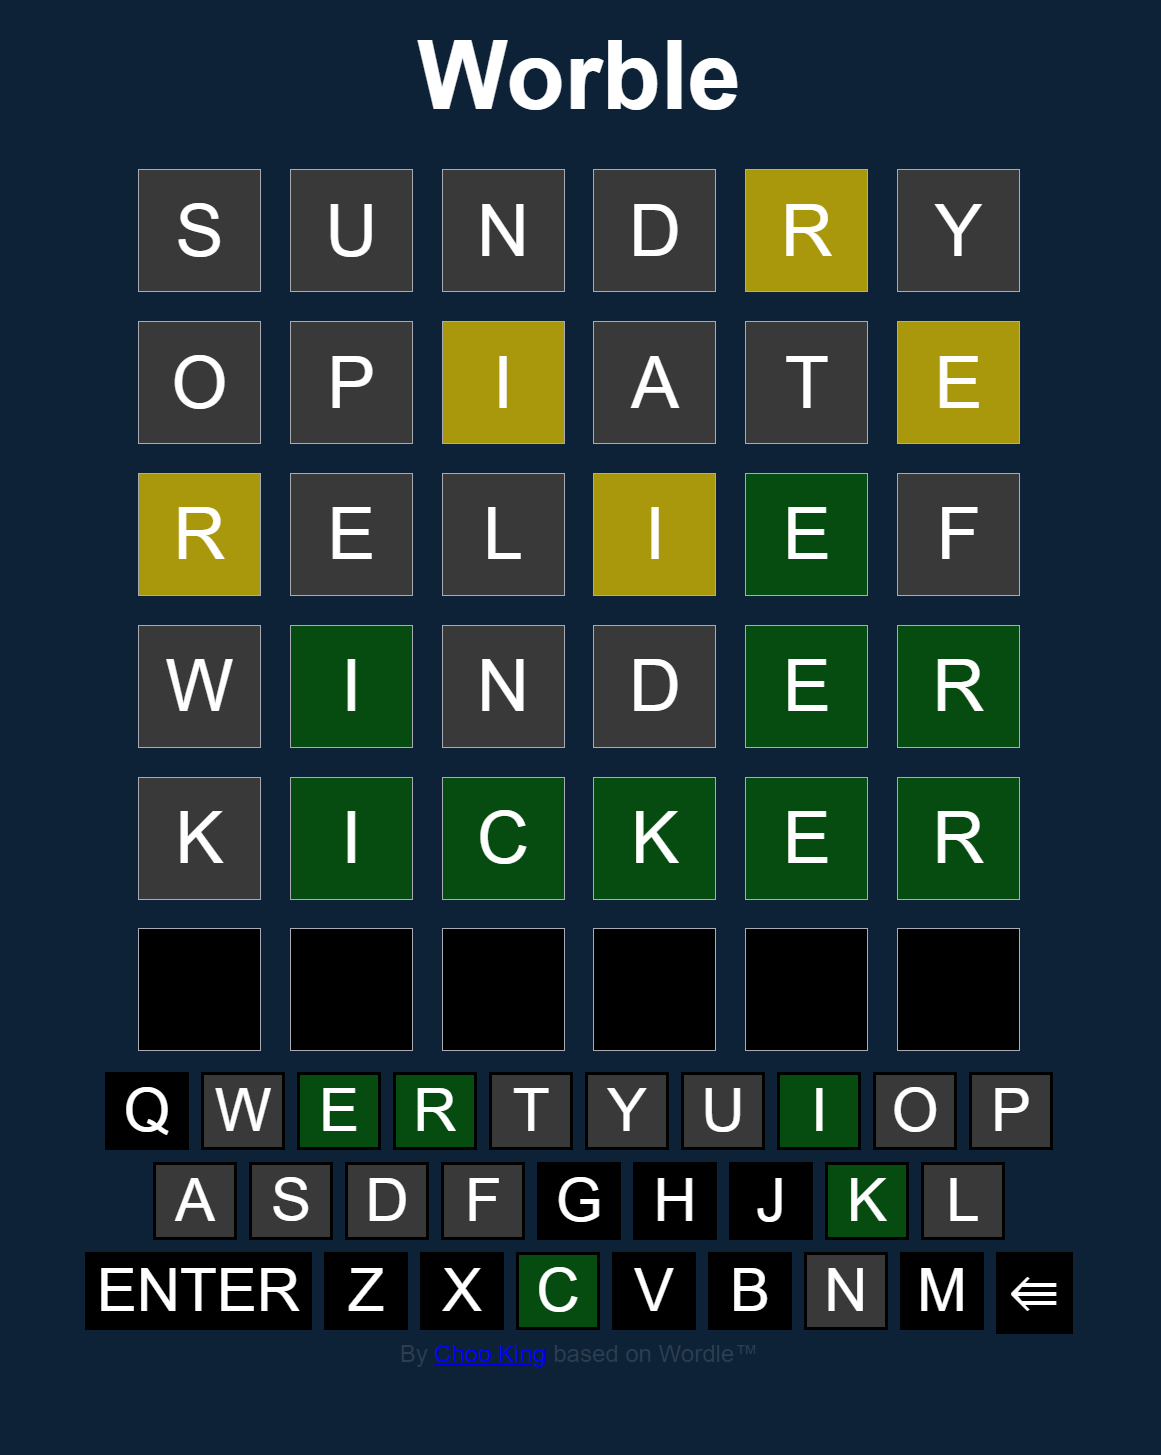 Worble
S U N D R Y
O P I A T E
R E L I E F
W I N D E R
K I C K E R
Q W E R T Y U I O P
A S D F G H J K L
ENTER Z X C V B N M ⇚
By Choo King based on Wordle™